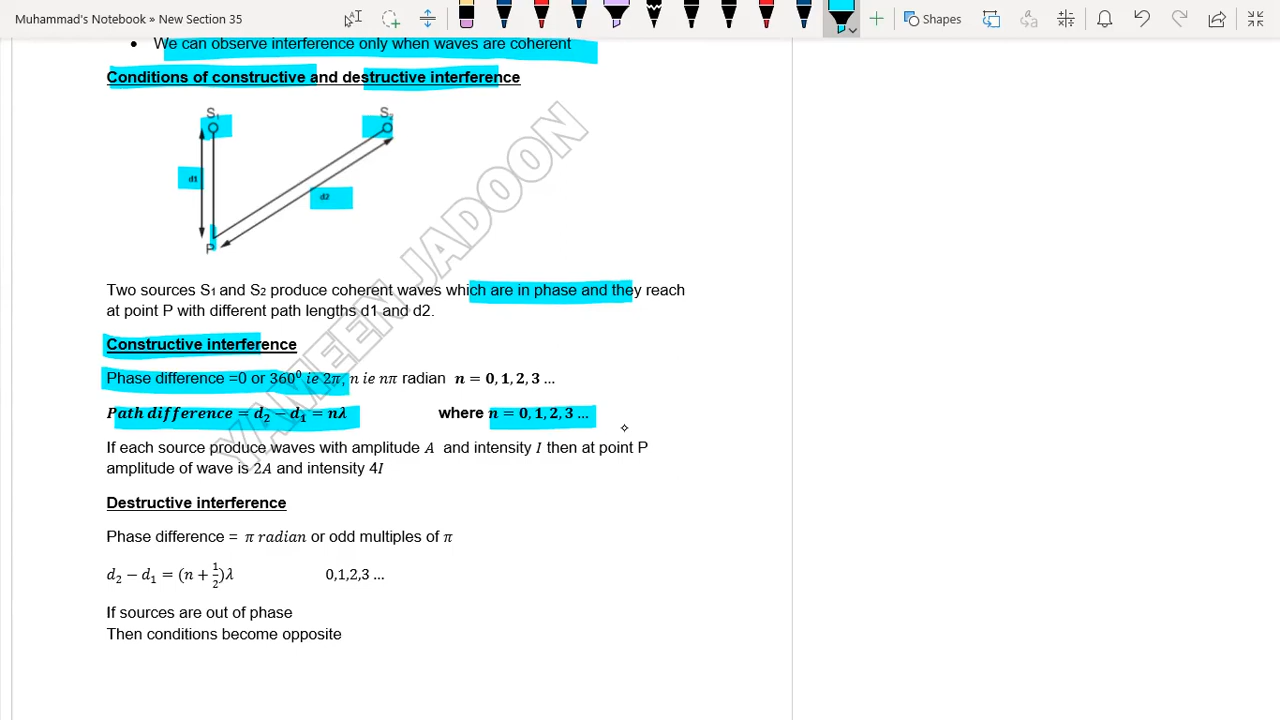 Muhammad's Notebook » New Section 35
Shapes
• We can observe interference only when waves are coherent
Conditions of constructive and destructive interference
S₁ S₂
d1
d2
P
YAMEEN JADOON
Two sources S1 and S2 produce coherent waves which are in phase and they reach
at point P with different path lengths d1 and d2.
Constructive interference
Phase difference =0 or 360⁰ ie 2π, n ie nπ radian n = 0, 1, 2, 3 …
Path difference = d₂ − d₁ = nλ where n = 0, 1, 2, 3 …
If each source produce waves with amplitude A and intensity I then at point P
amplitude of wave is 2A and intensity 4I
Destructive interference
Phase difference = π radian or odd multiples of π
d₂ − d₁ = (n + 1/2)λ 0,1,2,3 …
If sources are out of phase
Then conditions become opposite